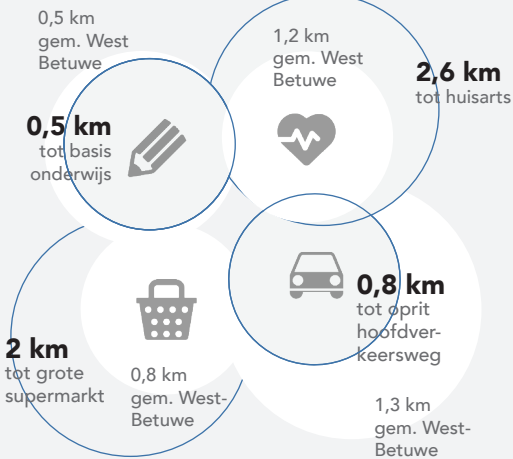 0,5 km
gem. West
Betuwe
1,2 km
gem. West
Betuwe
2,6 km
tot huisarts
0,5 km
tot basis
onderwijs
0,8 km
tot oprit
hoofdver-
keersweg
2 km
tot grote
supermarkt
0,8 km
gem. West-
Betuwe
1,3 km
gem. West-
Betuwe